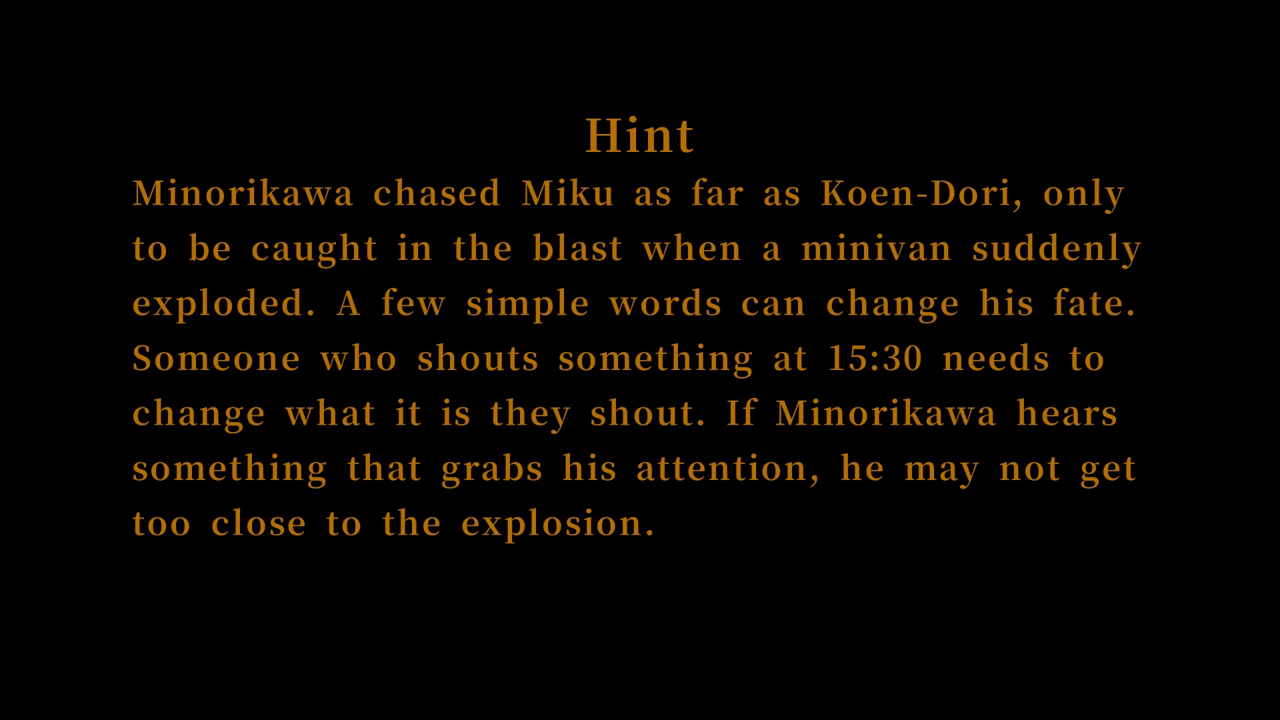 Hint
Minorikawa chased Miku as far as Koen-Dori, only
to be caught in the blast when a minivan suddenly
exploded. A few simple words can change his fate.
Someone who shouts something at 15:30 needs to
change what it is they shout. If Minorikawa hears
something that grabs his attention, he may not get
too close to the explosion.